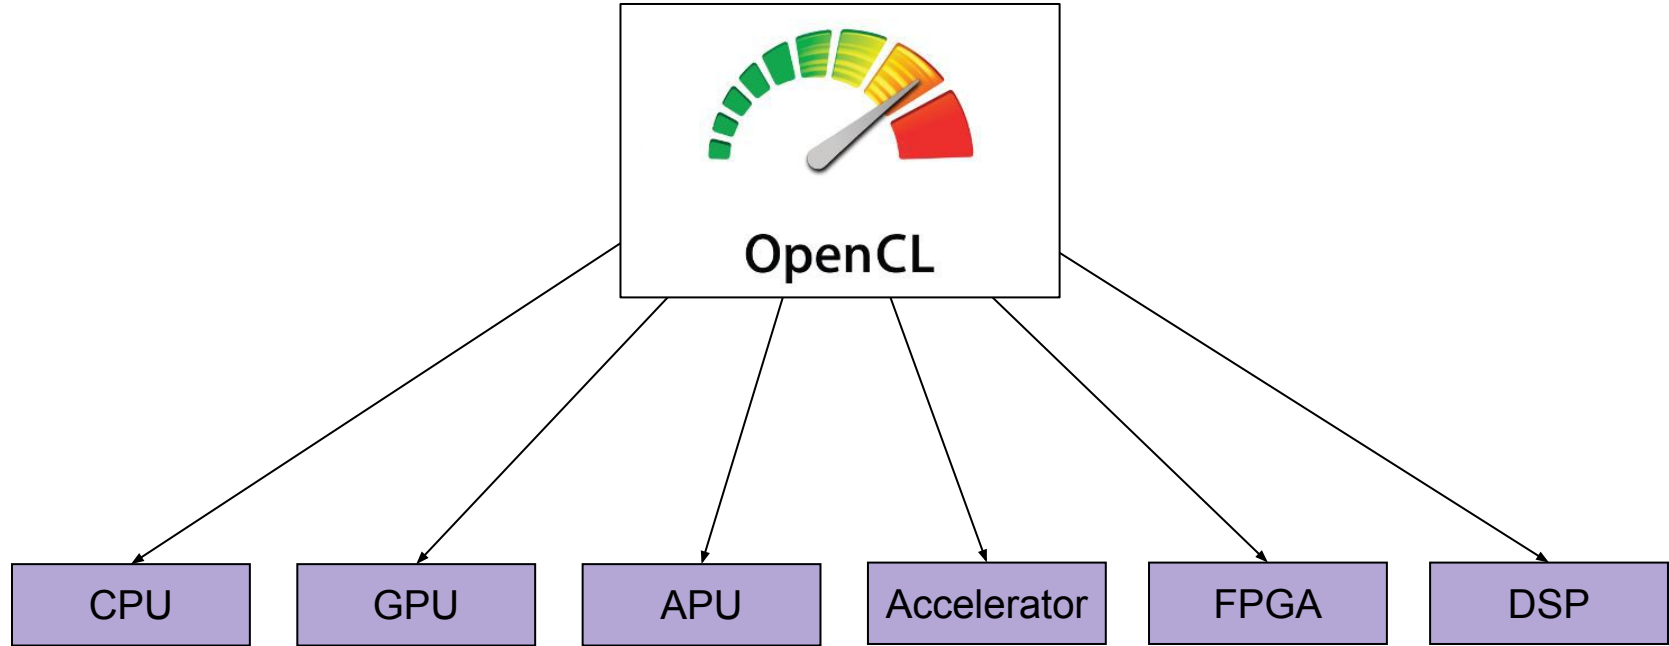 OpenCL
CPU
GPU
APU
Accelerator
FPGA
DSP